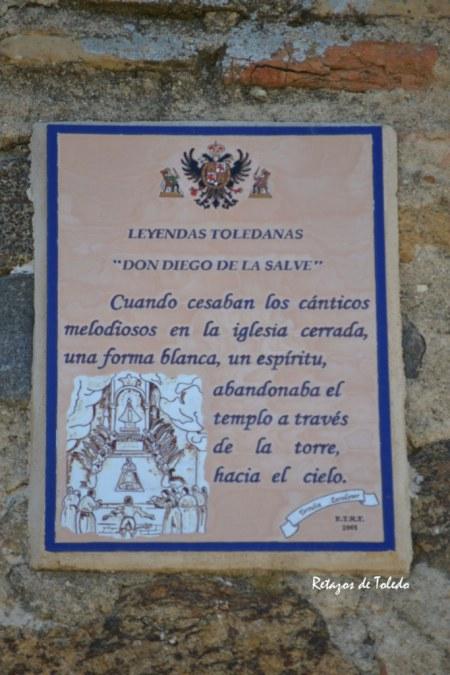 LEYENDAS TOLEDANAS
"DON DIEGO DE LA SALVE"
Cuando cesaban los cánticos
melodiosos en la iglesia cerrada,
una forma blanca, un espíritu,
abandonaba el
templo a través
de la torre,
hacia el cielo.
2001
Retazos de Toledo